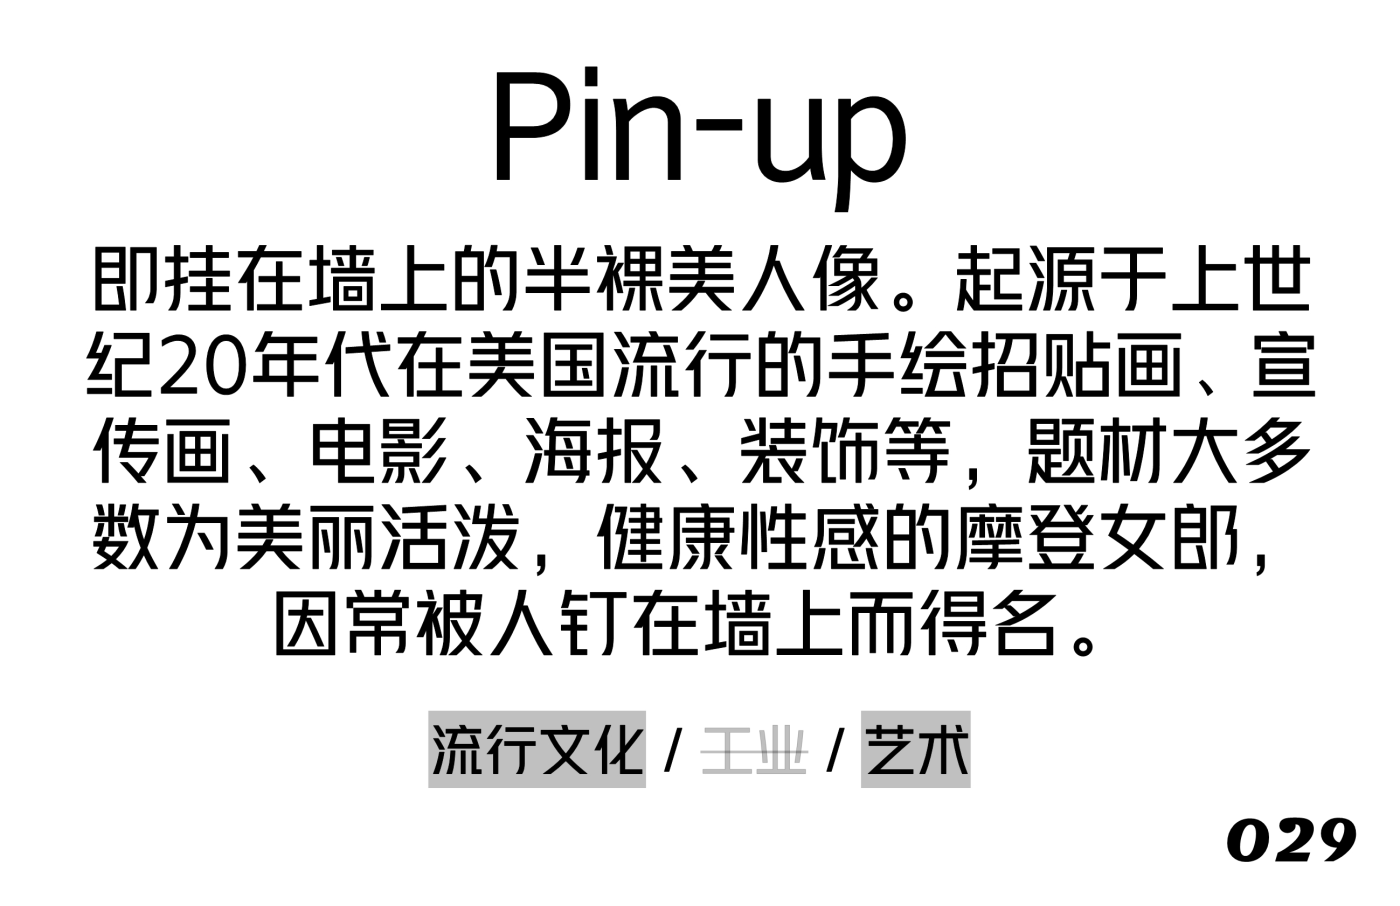 Pin-up
即挂在墙上的半裸美人像。起源于上世
纪20年代在美国流行的手绘招贴画、宣
传画、电影、海报、装饰等，题材大多
数为美丽活泼，健康性感的摩登女郎，
因常被人钉在墙上而得名。
流行文化 / 工业 / 艺术
029